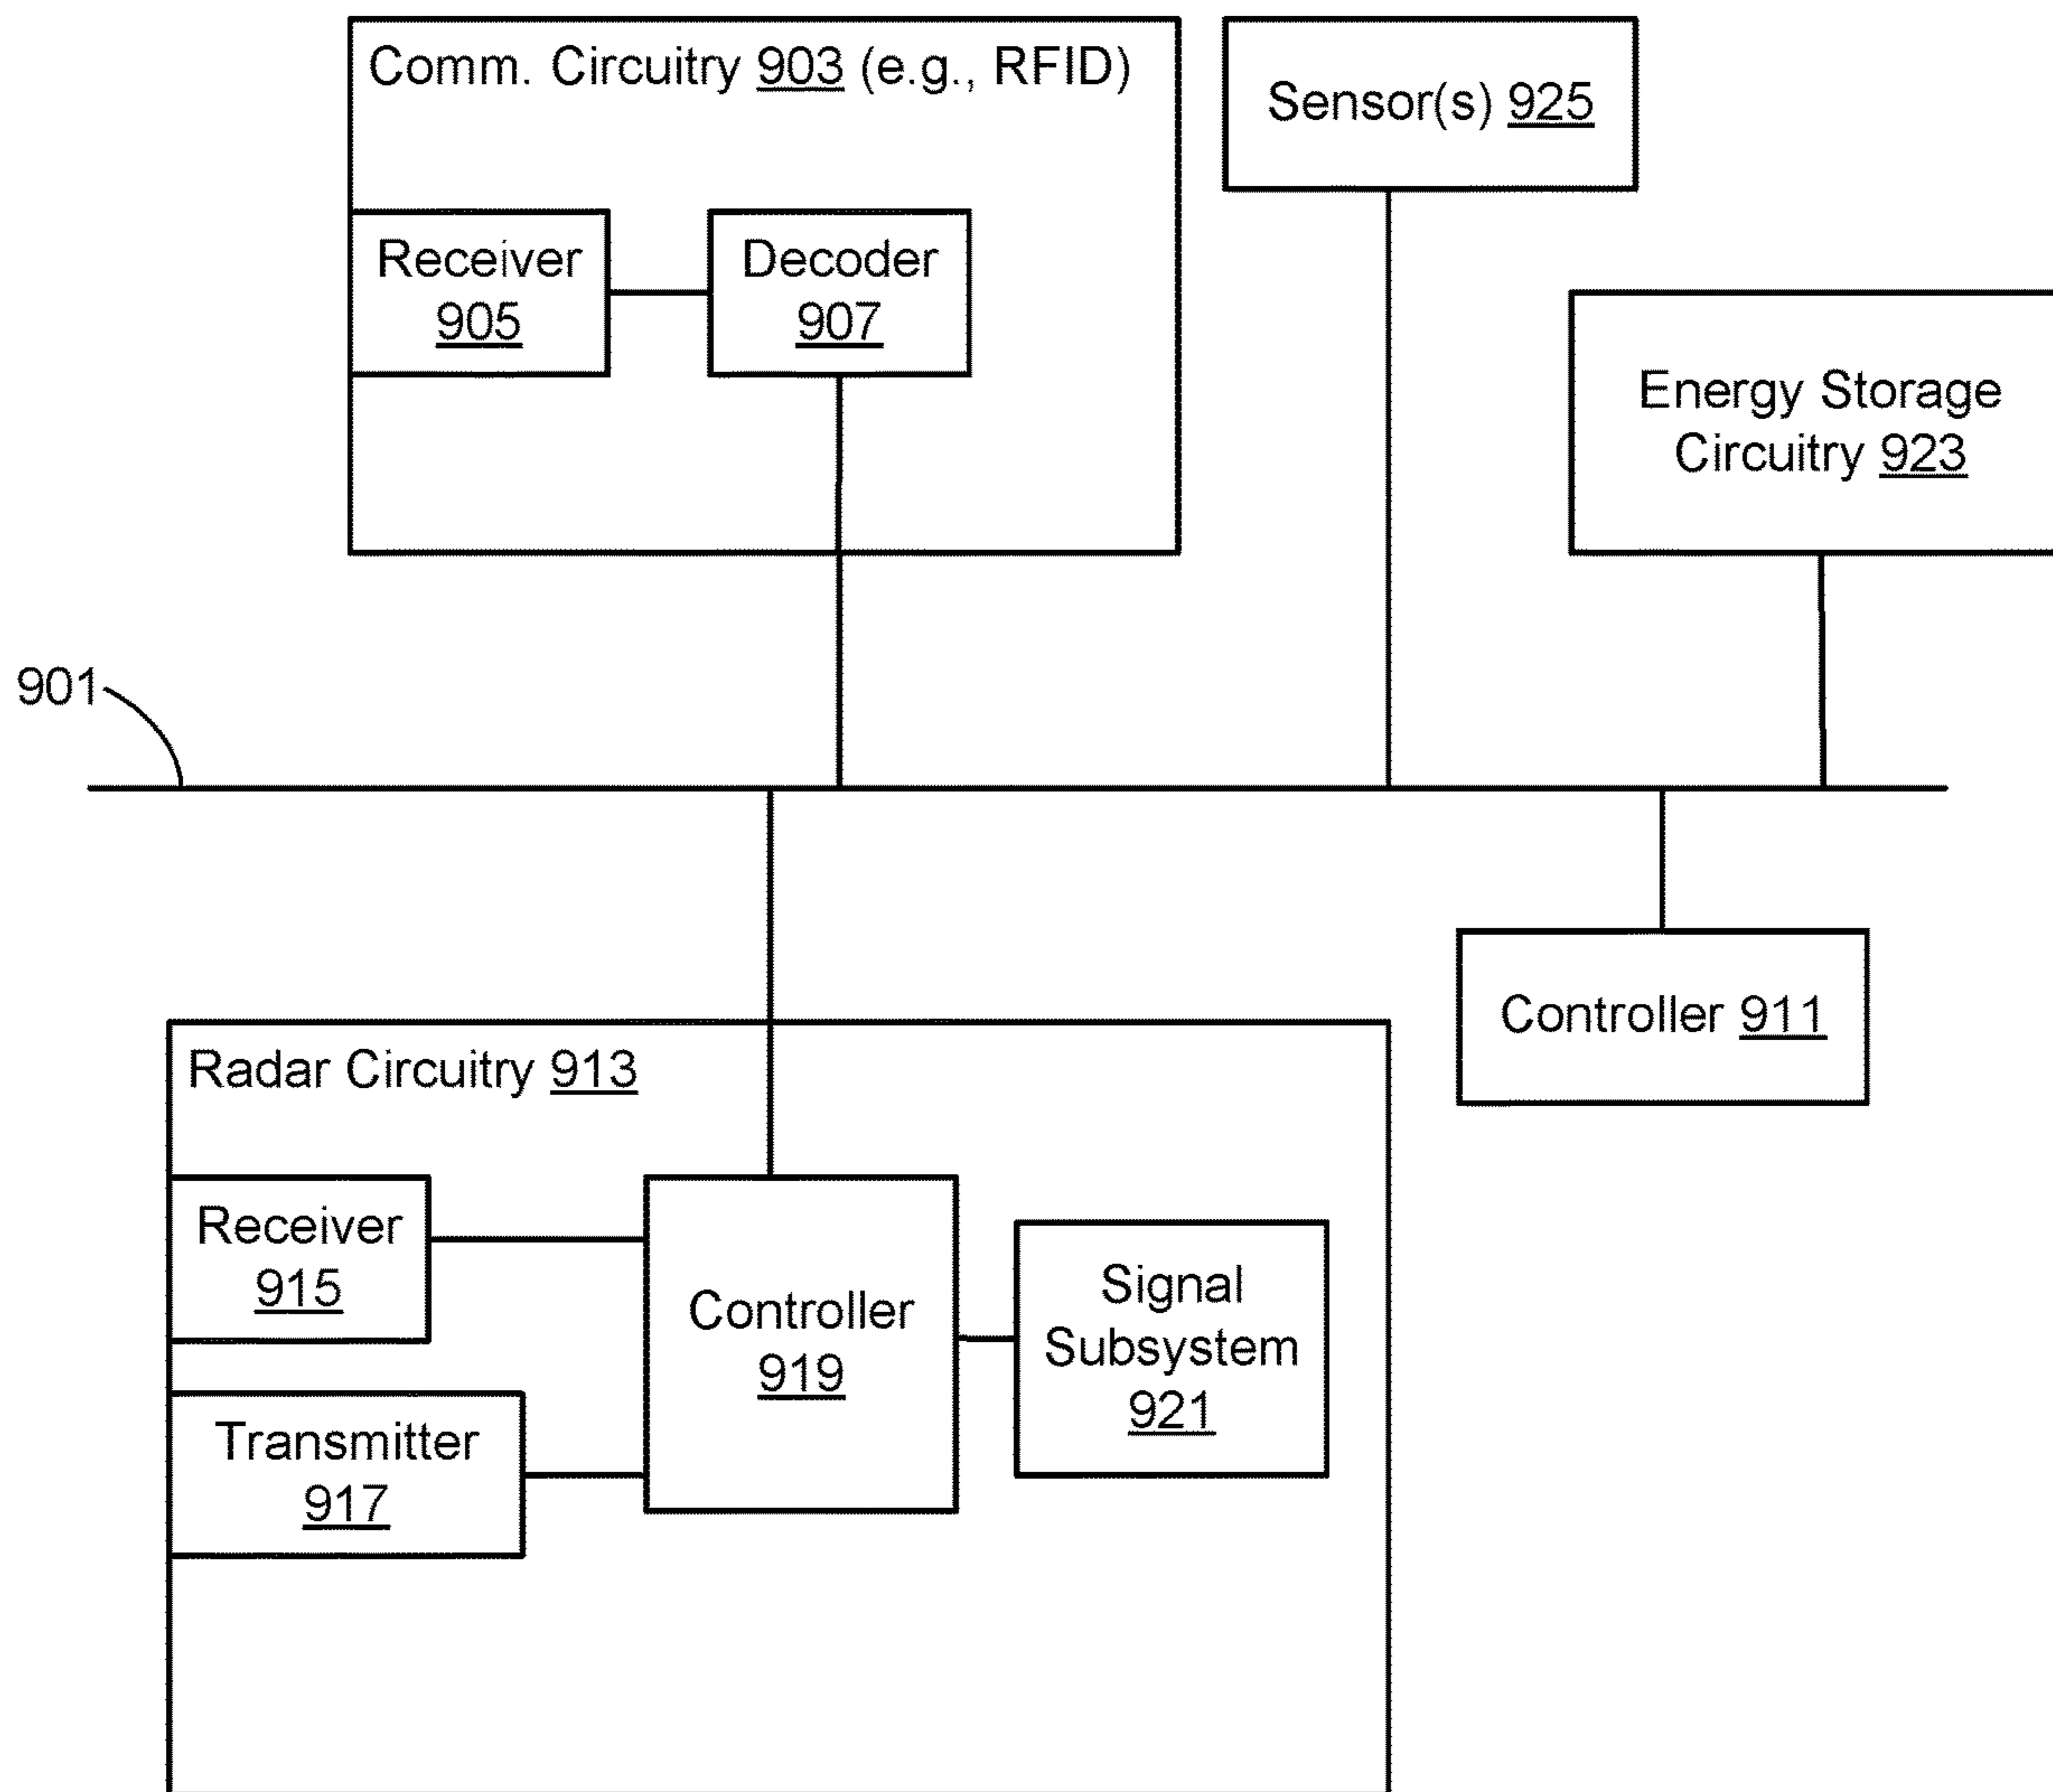 Comm. Circuitry 903 (e.g., RFID)
Sensor(s) 925
Receiver
905
Decoder
907
Energy Storage
Circuitry 923
901
Controller 911
Radar Circuitry 913
Receiver
915
Controller
919
Signal
Subsystem
921
Transmitter
917